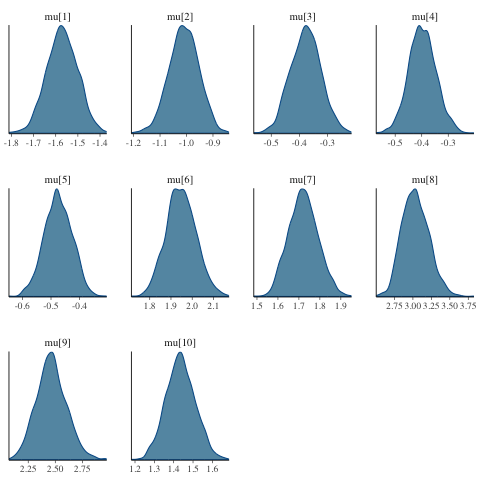 mu[1] mu[2] mu[3] mu[4]
-1.8 -1.7 -1.6 -1.5 -1.4 -1.2 -1.1 -1.0 -0.9 -0.5 -0.4 -0.3 -0.5 -0.4 -0.3
mu[5] mu[6] mu[7] mu[8]
-0.6 -0.5 -0.4 1.8 1.9 2.0 2.1 1.5 1.6 1.7 1.8 1.9 2.75 3.00 3.25 3.50 3.75
mu[9] mu[10]
2.25 2.50 2.75 1.2 1.3 1.4 1.5 1.6